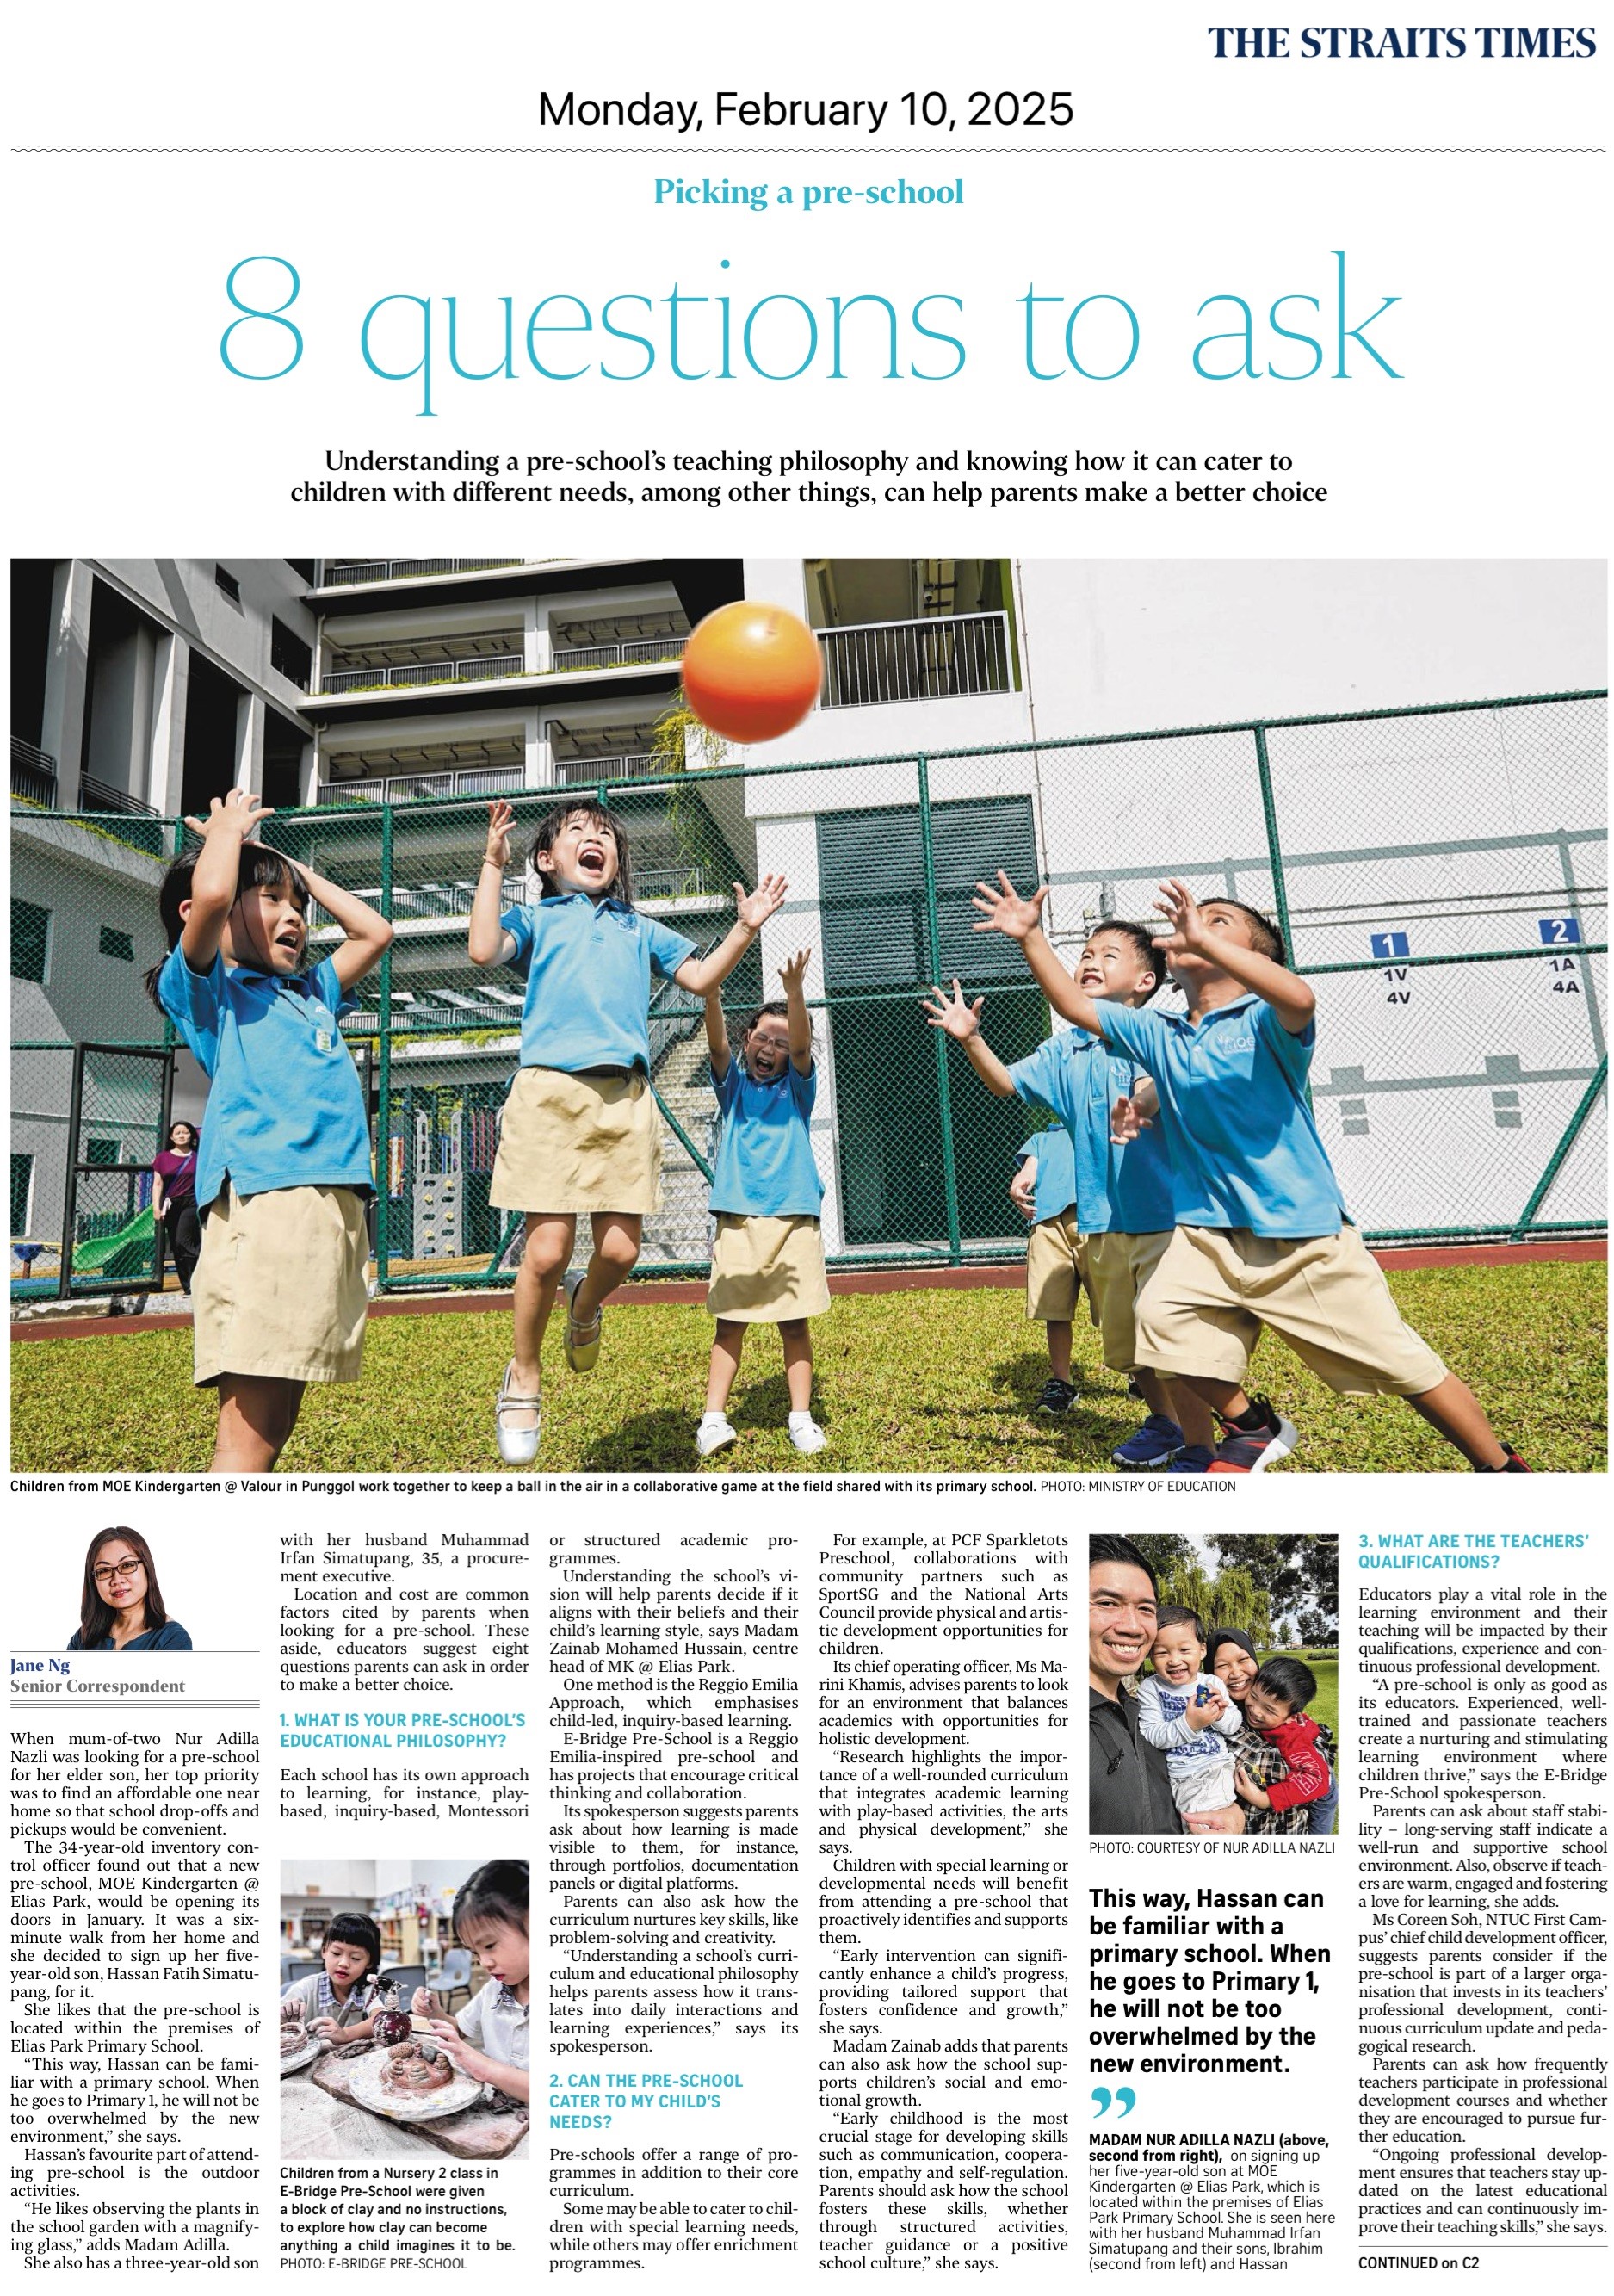 THE STRAITS TIMES
Monday, February 10, 2025
Picking a pre-school
8 questions to ask
Understanding a pre-school’s teaching philosophy and knowing how it can cater to
children with different needs, among other things, can help parents make a better choice
1
1V
4V
2
1A
4A
moe
Children from MOE Kindergarten @ Valour in Punggol work together to keep a ball in the air in a collaborative game at the field shared with its primary school. PHOTO: MINISTRY OF EDUCATION
Jane Ng
Senior Correspondent
When mum-of-two Nur Adilla
Nazli was looking for a pre-school
for her elder son, her top priority
was to find an affordable one near
home so that school drop-offs and
pickups would be convenient.
The 34-year-old inventory con-
trol officer found out that a new
pre-school, MOE Kindergarten @
Elias Park, would be opening its
doors in January. It was a six-
minute walk from her home and
she decided to sign up her five-
year-old son, Hassan Fatih Simatu-
pang, for it.
She likes that the pre-school is
located within the premises of
Elias Park Primary School.
“This way, Hassan can be fami-
liar with a primary school. When
he goes to Primary 1, he will not be
too overwhelmed by the new
environment,” she says.
Hassan’s favourite part of attend-
ing pre-school is the outdoor
activities.
“He likes observing the plants in
the school garden with a magnify-
ing glass,” adds Madam Adilla.
She also has a three-year-old son
with her husband Muhammad
Irfan Simatupang, 35, a procure-
ment executive.
Location and cost are common
factors cited by parents when
looking for a pre-school. These
aside, educators suggest eight
questions parents can ask in order
to make a better choice.
1. WHAT IS YOUR PRE-SCHOOL’S
EDUCATIONAL PHILOSOPHY?
Each school has its own approach
to learning, for instance, play-
based, inquiry-based, Montessori
Children from a Nursery 2 class in
E-Bridge Pre-School were given
a block of clay and no instructions,
to explore how clay can become
anything a child imagines it to be.
PHOTO: E-BRIDGE PRE-SCHOOL
or structured academic pro-
grammes.
Understanding the school’s vi-
sion will help parents decide if it
aligns with their beliefs and their
child’s learning style, says Madam
Zainab Mohamed Hussain, centre
head of MK @ Elias Park.
One method is the Reggio Emilia
Approach, which emphasises
child-led, inquiry-based learning.
E-Bridge Pre-School is a Reggio
Emilia-inspired pre-school and
has projects that encourage critical
thinking and collaboration.
Its spokesperson suggests parents
ask about how learning is made
visible to them, for instance,
through portfolios, documentation
panels or digital platforms.
Parents can also ask how the
curriculum nurtures key skills, like
problem-solving and creativity.
“Understanding a school’s curri-
culum and educational philosophy
helps parents assess how it trans-
lates into daily interactions and
learning experiences,” says its
spokesperson.
2. CAN THE PRE-SCHOOL
CATER TO MY CHILD’S
NEEDS?
Pre-schools offer a range of pro-
grammes in addition to their core
curriculum.
Some may be able to cater to chil-
dren with special learning needs,
while others may offer enrichment
programmes.
For example, at PCF Sparkletots
Preschool, collaborations with
community partners such as
SportSG and the National Arts
Council provide physical and artis-
tic development opportunities for
children.
Its chief operating officer, Ms Ma-
rini Khamis, advises parents to look
for an environment that balances
academics with opportunities for
holistic development.
“Research highlights the impor-
tance of a well-rounded curriculum
that integrates academic learning
with play-based activities, the arts
and physical development,” she
says.
Children with special learning or
developmental needs will benefit
from attending a pre-school that
proactively identifies and supports
them.
“Early intervention can signifi-
cantly enhance a child’s progress,
providing tailored support that
fosters confidence and growth,”
she says.
Madam Zainab adds that parents
can also ask how the school sup-
ports children’s social and emo-
tional growth.
“Early childhood is the most
crucial stage for developing skills
such as communication, coopera-
tion, empathy and self-regulation.
Parents should ask how the school
fosters these skills, whether
through structured activities,
teacher guidance or a positive
school culture,” she says.
PHOTO: COURTESY OF NUR ADILLA NAZLI
This way, Hassan can
be familiar with a
primary school. When
he goes to Primary 1,
he will not be too
overwhelmed by the
new environment.
”
MADAM NUR ADILLA NAZLI (above,
second from right), on signing up
her five-year-old son at MOE
Kindergarten @ Elias Park, which is
located within the premises of Elias
Park Primary School. She is seen here
with her husband Muhammad Irfan
Simatupang and their sons, Ibrahim
(second from left) and Hassan
3. WHAT ARE THE TEACHERS’
QUALIFICATIONS?
Educators play a vital role in the
learning environment and their
teaching will be impacted by their
qualifications, experience and con-
tinuous professional development.
“A pre-school is only as good as
its educators. Experienced, well-
trained and passionate teachers
create a nurturing and stimulating
learning environment where
children thrive,” says the E-Bridge
Pre-School spokesperson.
Parents can ask about staff stabi-
lity – long-serving staff indicate a
well-run and supportive school
environment. Also, observe if teach-
ers are warm, engaged and fostering
a love for learning, she adds.
Ms Coreen Soh, NTUC First Cam-
pus’ chief child development officer,
suggests parents consider if the
pre-school is part of a larger orga-
nisation that invests in its teachers’
professional development, conti-
nuous curriculum update and peda-
gogical research.
Parents can ask how frequently
teachers participate in professional
development courses and whether
they are encouraged to pursue fur-
ther education.
“Ongoing professional develop-
ment ensures that teachers stay up-
dated on the latest educational
practices and can continuously im-
prove their teaching skills,” she says.
CONTINUED on C2